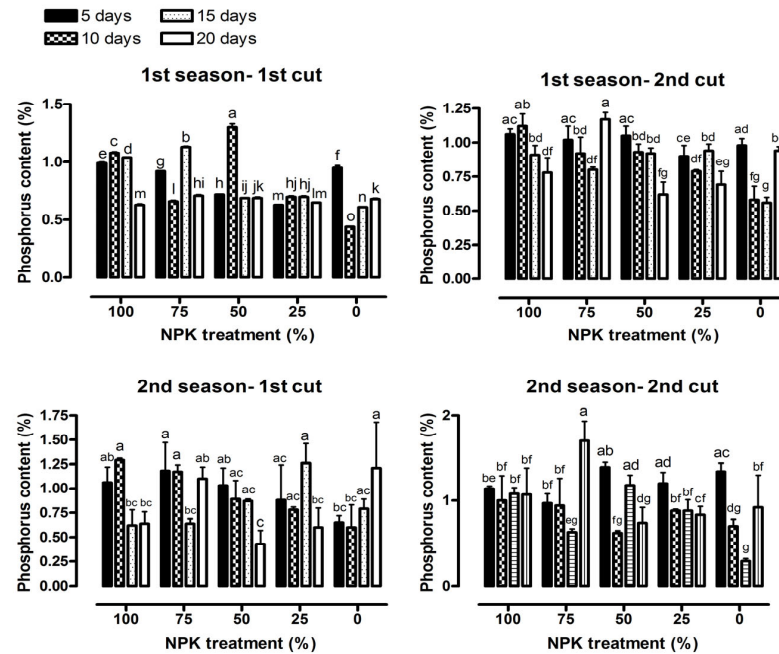 5 days 15 days
10 days 20 days
1st season- 1st cut
Phosphorus content (%)
1.5
1.0
0.5
0.0
e c d m g l b hi h a ij jk m hj hj lm f o n k
100 75 50 25 0
NPK treatment (%)
1st season- 2nd cut
Phosphorus content (%)
1.25
1.00
0.75
0.50
0.25
0.00
ac ab bd df ac bd df a ac bd bd fg ce df bd eg ad fg g b
100 75 50 25 0
NPK treatment (%)
2nd season- 1st cut
Phosphorus content (%)
1.75
1.50
1.25
1.00
0.75
0.50
0.25
0.00
ab a bc bc a a bc ab ab ac ac c ac ac a bc bc bc ac a
100 75 50 25 0
NPK treatment (%)
2nd season- 2nd cut
Phosphorus content (%)
2
1
0
be bf bf bf bf bf eg a ab fg ad dg ad bf bf cf ac dg g bf
100 75 50 25 0
NPK treatment (%)